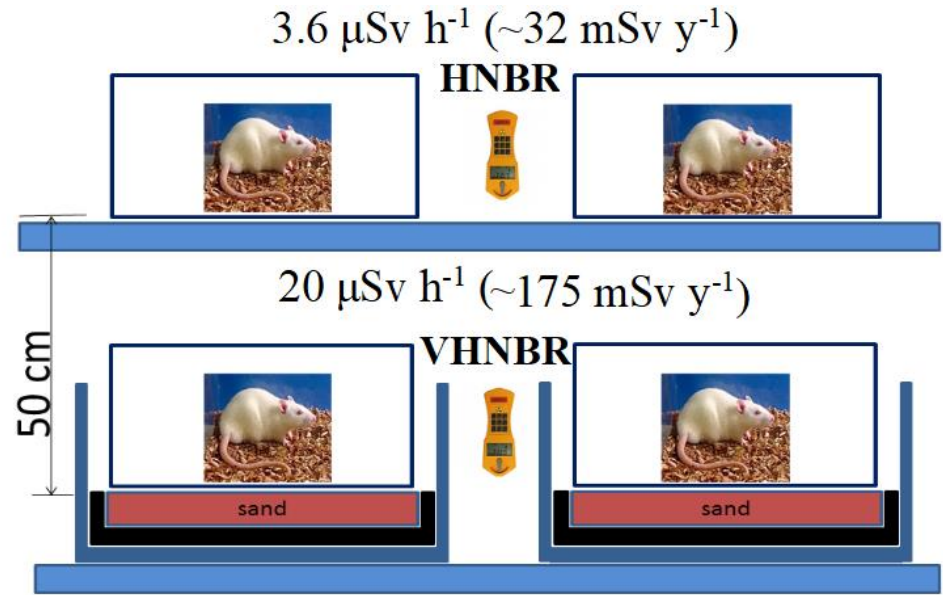 3.6 μSv h⁻¹ (~32 mSv y⁻¹)
HNBR
20 μSv h⁻¹ (~175 mSv y⁻¹)
VHNBR
50 cm
sand
sand